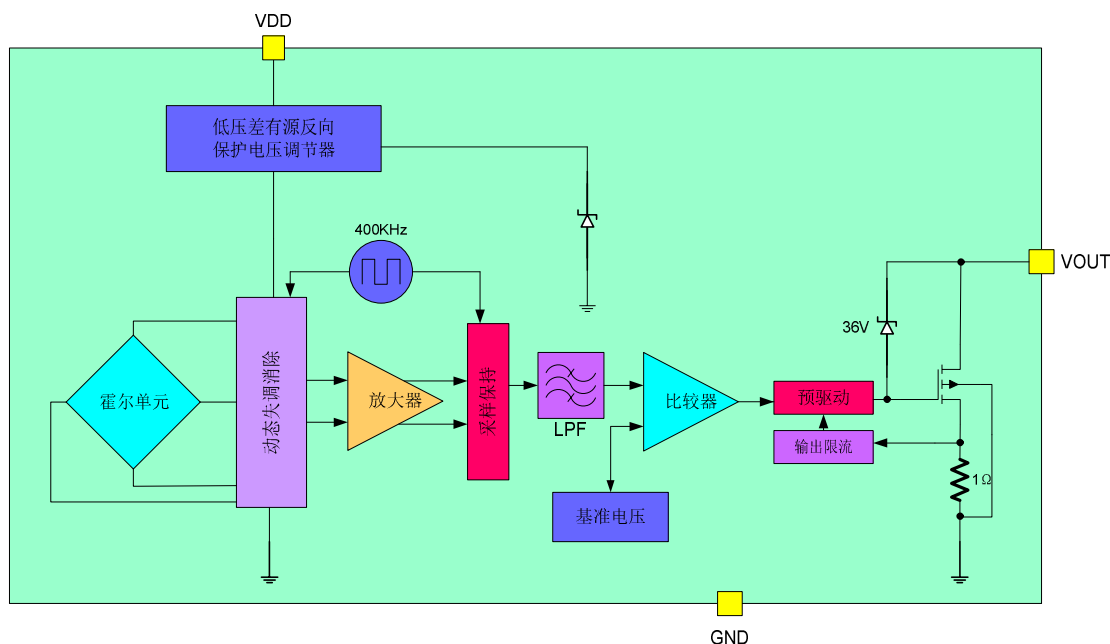 VDD
低压差有源反向
保护电压调节器
400KHz
VOUT
36V
霍尔单元
动态失调消除
放大器
采样保持
LPF
比较器
预驱动
输出限流
1Ω
基准电压
GND